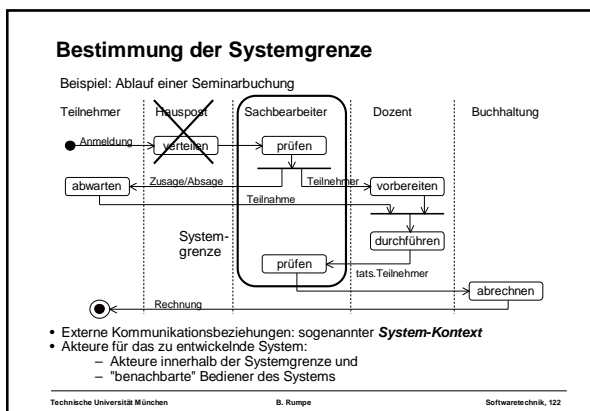 Bestimmung der Systemgrenze
Beispiel: Ablauf einer Seminarbuchung
Teilnehmer Hauspost Sachbearbeiter Dozent Buchhaltung
Anmeldung verteilen prüfen
abwarten Zusage/Absage Teilnehmer vorbereiten
Teilnahme
System-
grenze
durchführen
prüfen
tats.Teilnehmer
abrechnen
Rechnung
• Externe Kommunikationsbeziehungen: sogenannter System-Kontext
• Akteure für das zu entwickelnde System:
– Akteure innerhalb der Systemgrenze und
– "benachbarte" Bediener des Systems
Technische Universität München B. Rumpe Softwaretechnik, 122